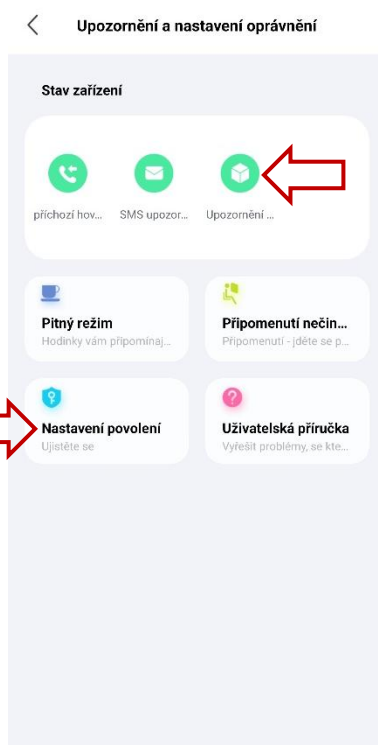 Upozornění a nastavení oprávnění
Stav zařízení
příchozí hov... SMS upozor... Upozornění ...
Pitný režim
Hodinky vám připomínaj...
Připomenutí nečin...
Připomenutí - jděte se p...
Nastavení povolení
Ujistěte se
Uživatelská příručka
Vyřešit problémy, se kte...